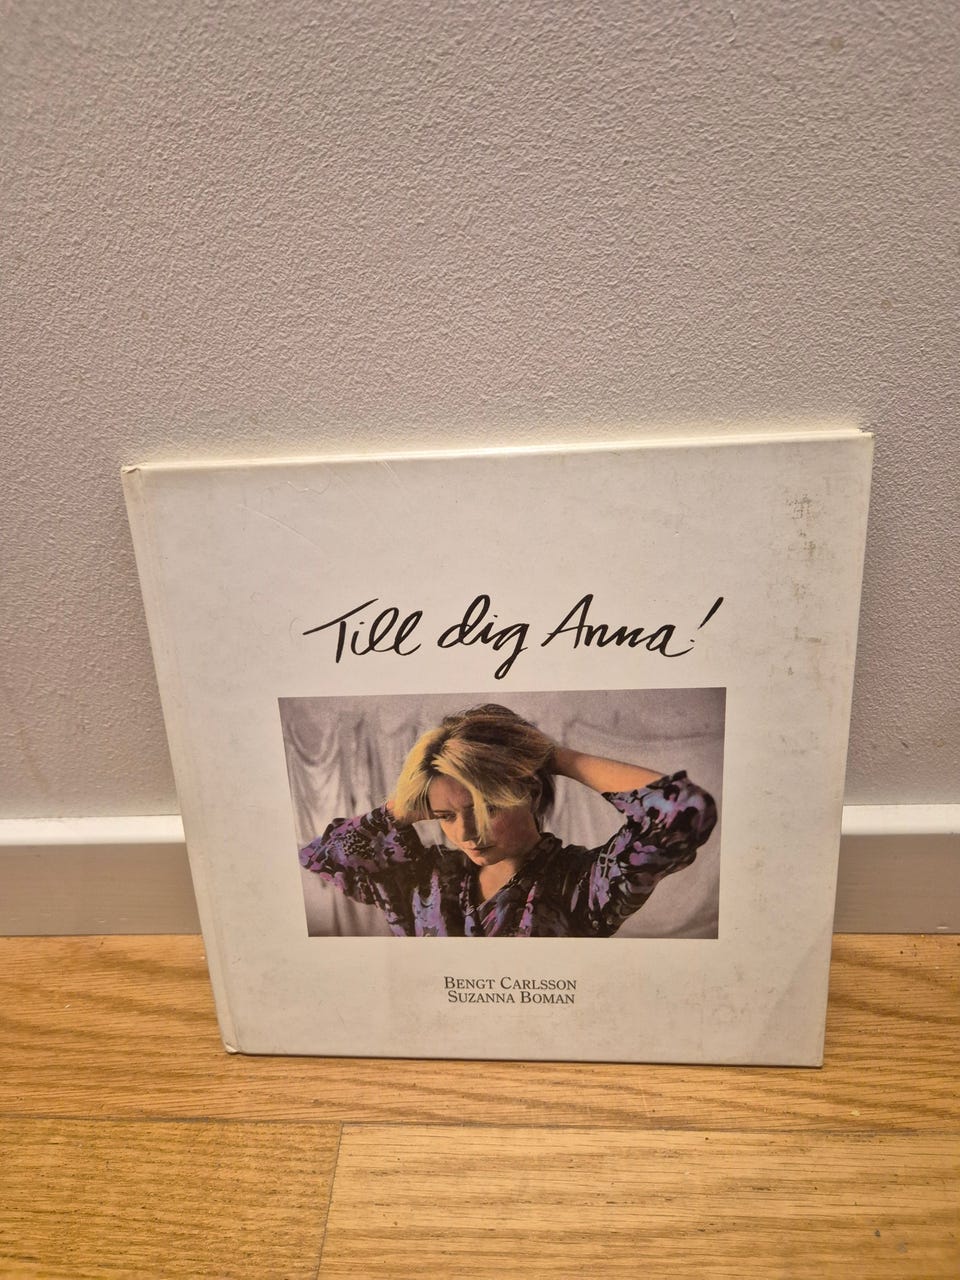 Till dig Anna!
BENGT CARLSSON
SUZANNA BOMAN